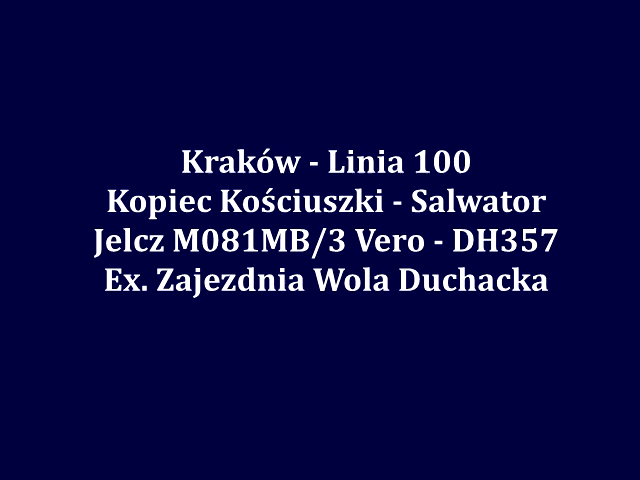 Kraków - Linia 100
Kopiec Kościuszki - Salwator
Jelcz M081MB/3 Vero - DH357
Ex. Zajezdnia Wola Duchacka